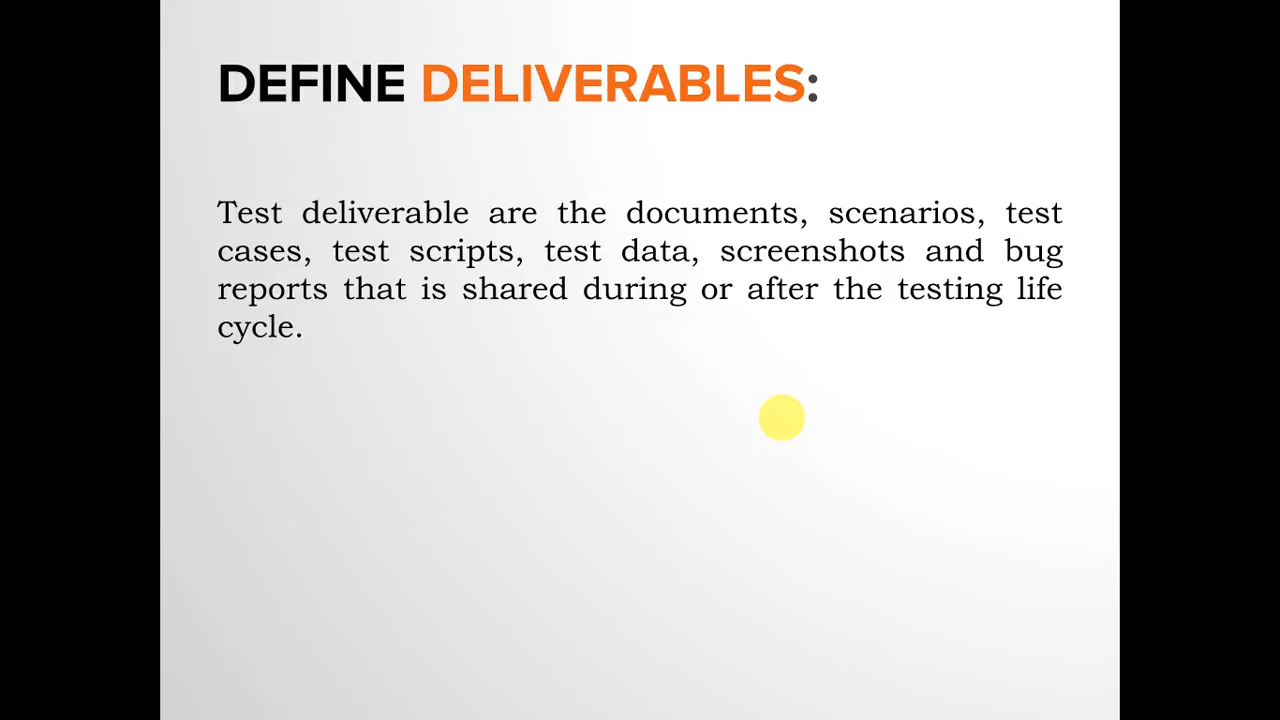 DEFINE DELIVERABLES:
Test deliverable are the documents, scenarios, test
cases, test scripts, test data, screenshots and bug
reports that is shared during or after the testing life
cycle.